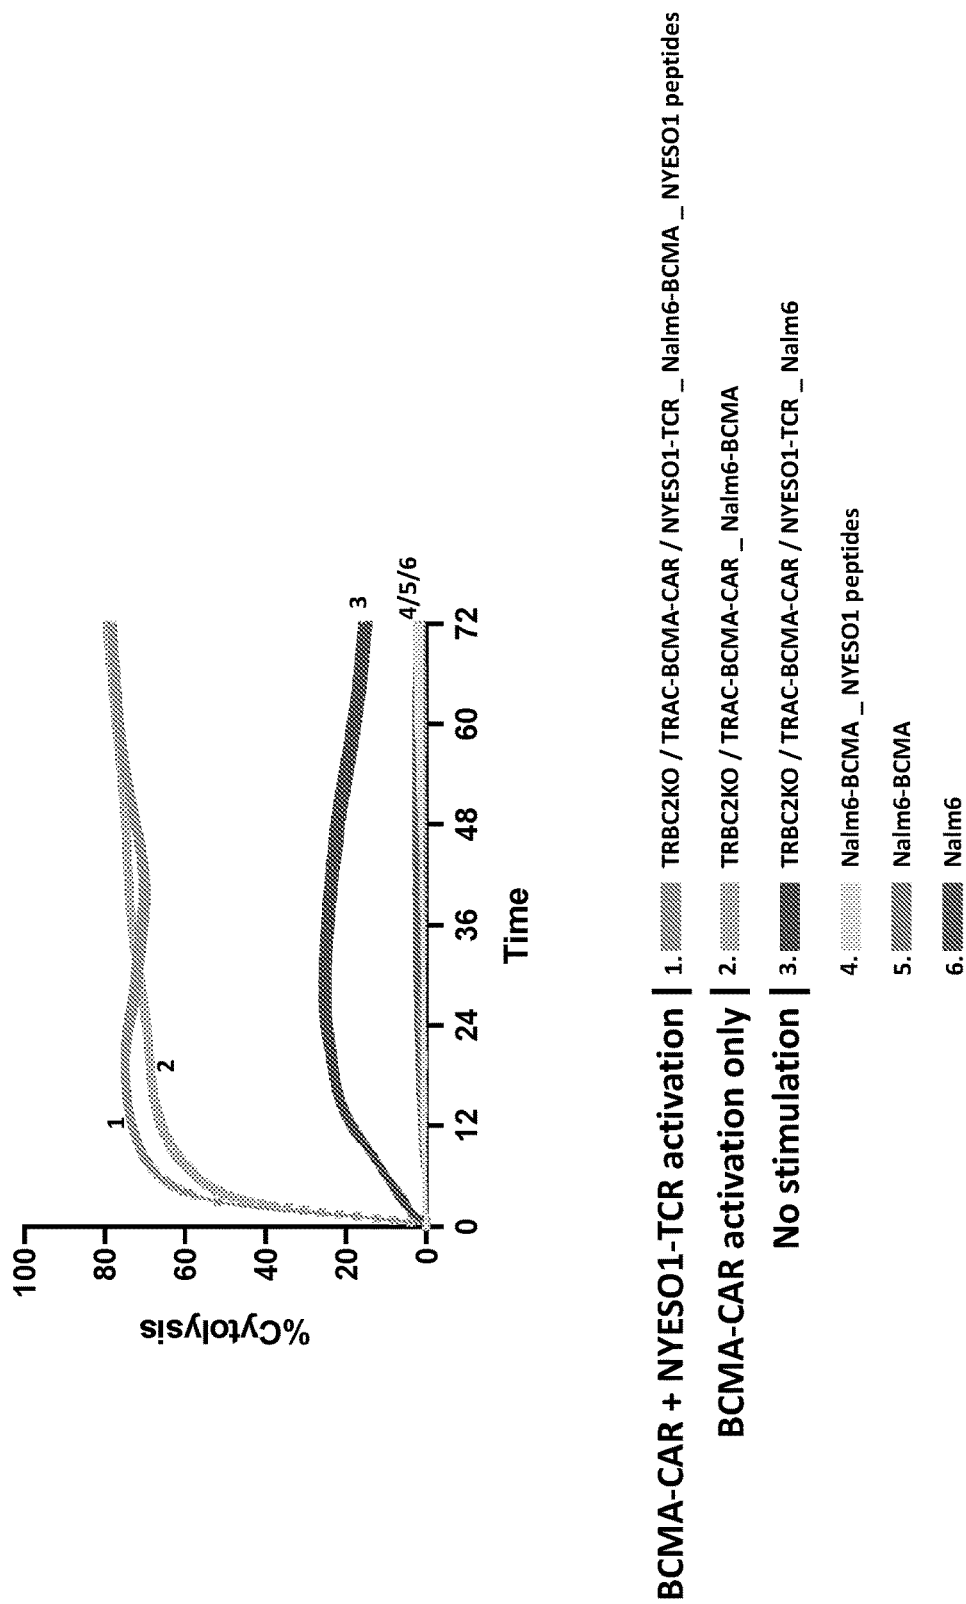 %Cytolysis
100
80
60
40
20
0
1
2
3
4/5/6
0
12
24
36
48
60
72
Time
BCMA-CAR + NYESO1-TCR activation | 1. TRBC2KO / TRAC-BCMA-CAR / NYESO1-TCR _ Nalm6-BCMA _ NYESO1 peptides
BCMA-CAR activation only | 2. TRBC2KO / TRAC-BCMA-CAR _ Nalm6-BCMA
No stimulation | 3. TRBC2KO / TRAC-BCMA-CAR / NYESO1-TCR _ Nalm6
4. Nalm6-BCMA _ NYESO1 peptides
5. Nalm6-BCMA
6. Nalm6